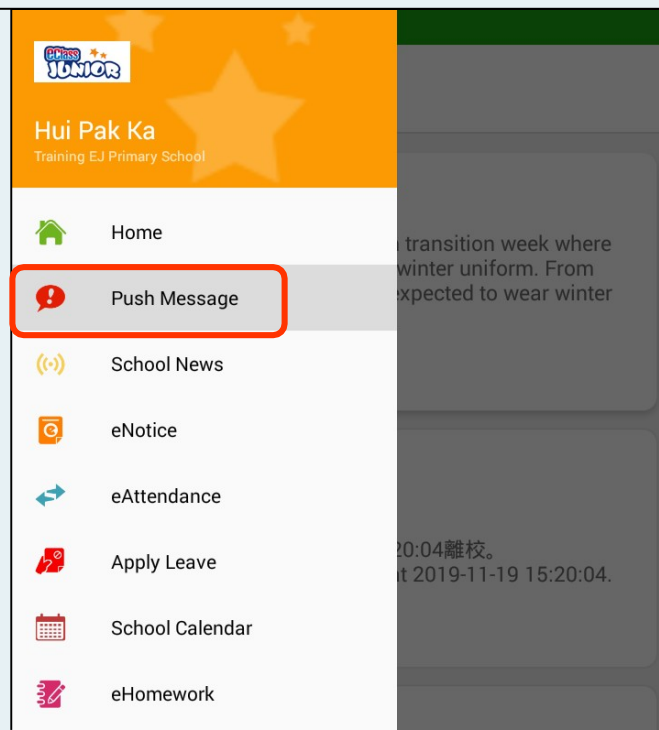 eClass
JUNIOR
Hui Pak Ka
Training EJ Primary School
Home
Push Message
School News
eNotice
eAttendance
Apply Leave
School Calendar
eHomework
transition week where
winter uniform. From
expected to wear winter
20:04離校。
at 2019-11-19 15:20:04.